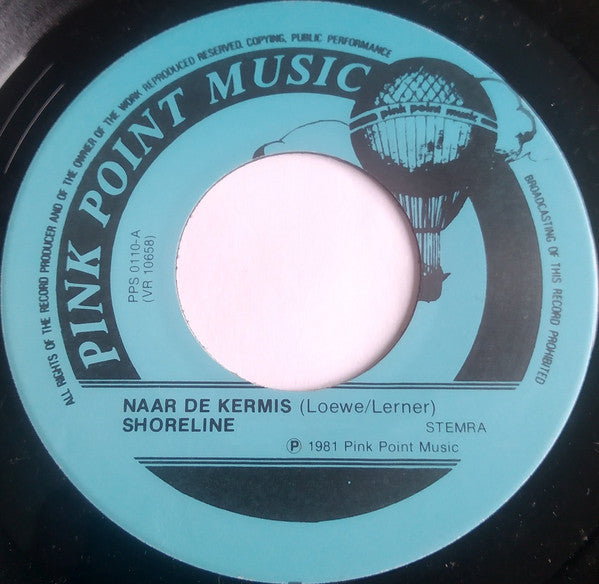 ALL RIGHTS OF THE RECORD PRODUCER AND OF THE OWNER OF THE WORK REPRODUCED RESERVED, COPYING, PUBLIC PERFORMANCE
BROADCASTING OF THIS RECORD PROHIBITED
PINK POINT MUSIC
pink point music
PPS 0110-A
(VR 10658)
NAAR DE KERMIS (Loewe/Lerner)
SHORELINE STEMRA
Ⓟ 1981 Pink Point Music